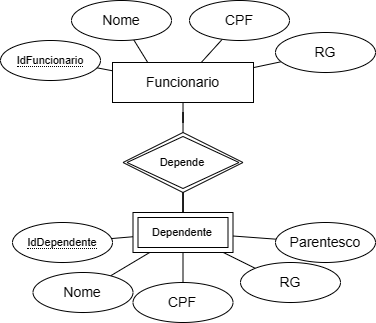 Nome
CPF
IdFuncionario
RG
Funcionario
Depende
IdDependente
Dependente
Parentesco
Nome
CPF
RG